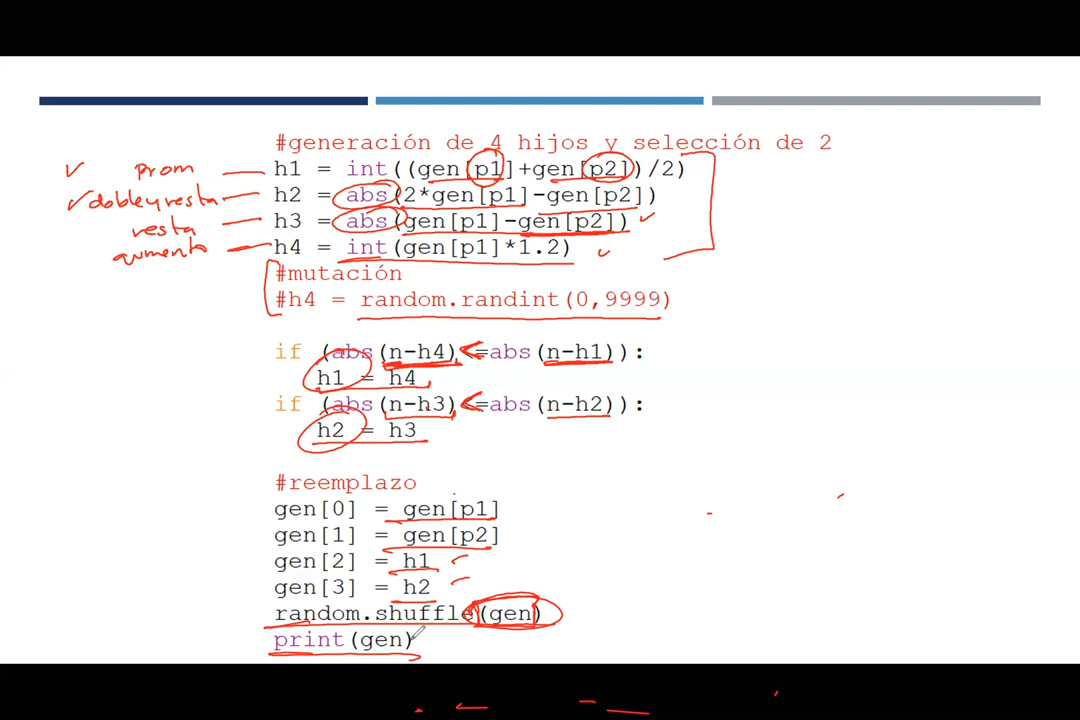 #generación de 4 hijos y selección de 2
prom h1 = int((gen[p1]+gen[p2])/2)
doble y resta h2 = abs(2*gen[p1]-gen[p2])
resta h3 = abs(gen[p1]-gen[p2])
aumento h4 = int(gen[p1]*1.2)
#mutación
#h4 = random.randint(0,9999)
if (abs(n-h4)<=abs(n-h1)):
h1 = h4
if (abs(n-h3)<=abs(n-h2)):
h2 = h3
#reemplazo
gen[0] = gen[p1]
gen[1] = gen[p2]
gen[2] = h1
gen[3] = h2
random.shuffle(gen)
print(gen)